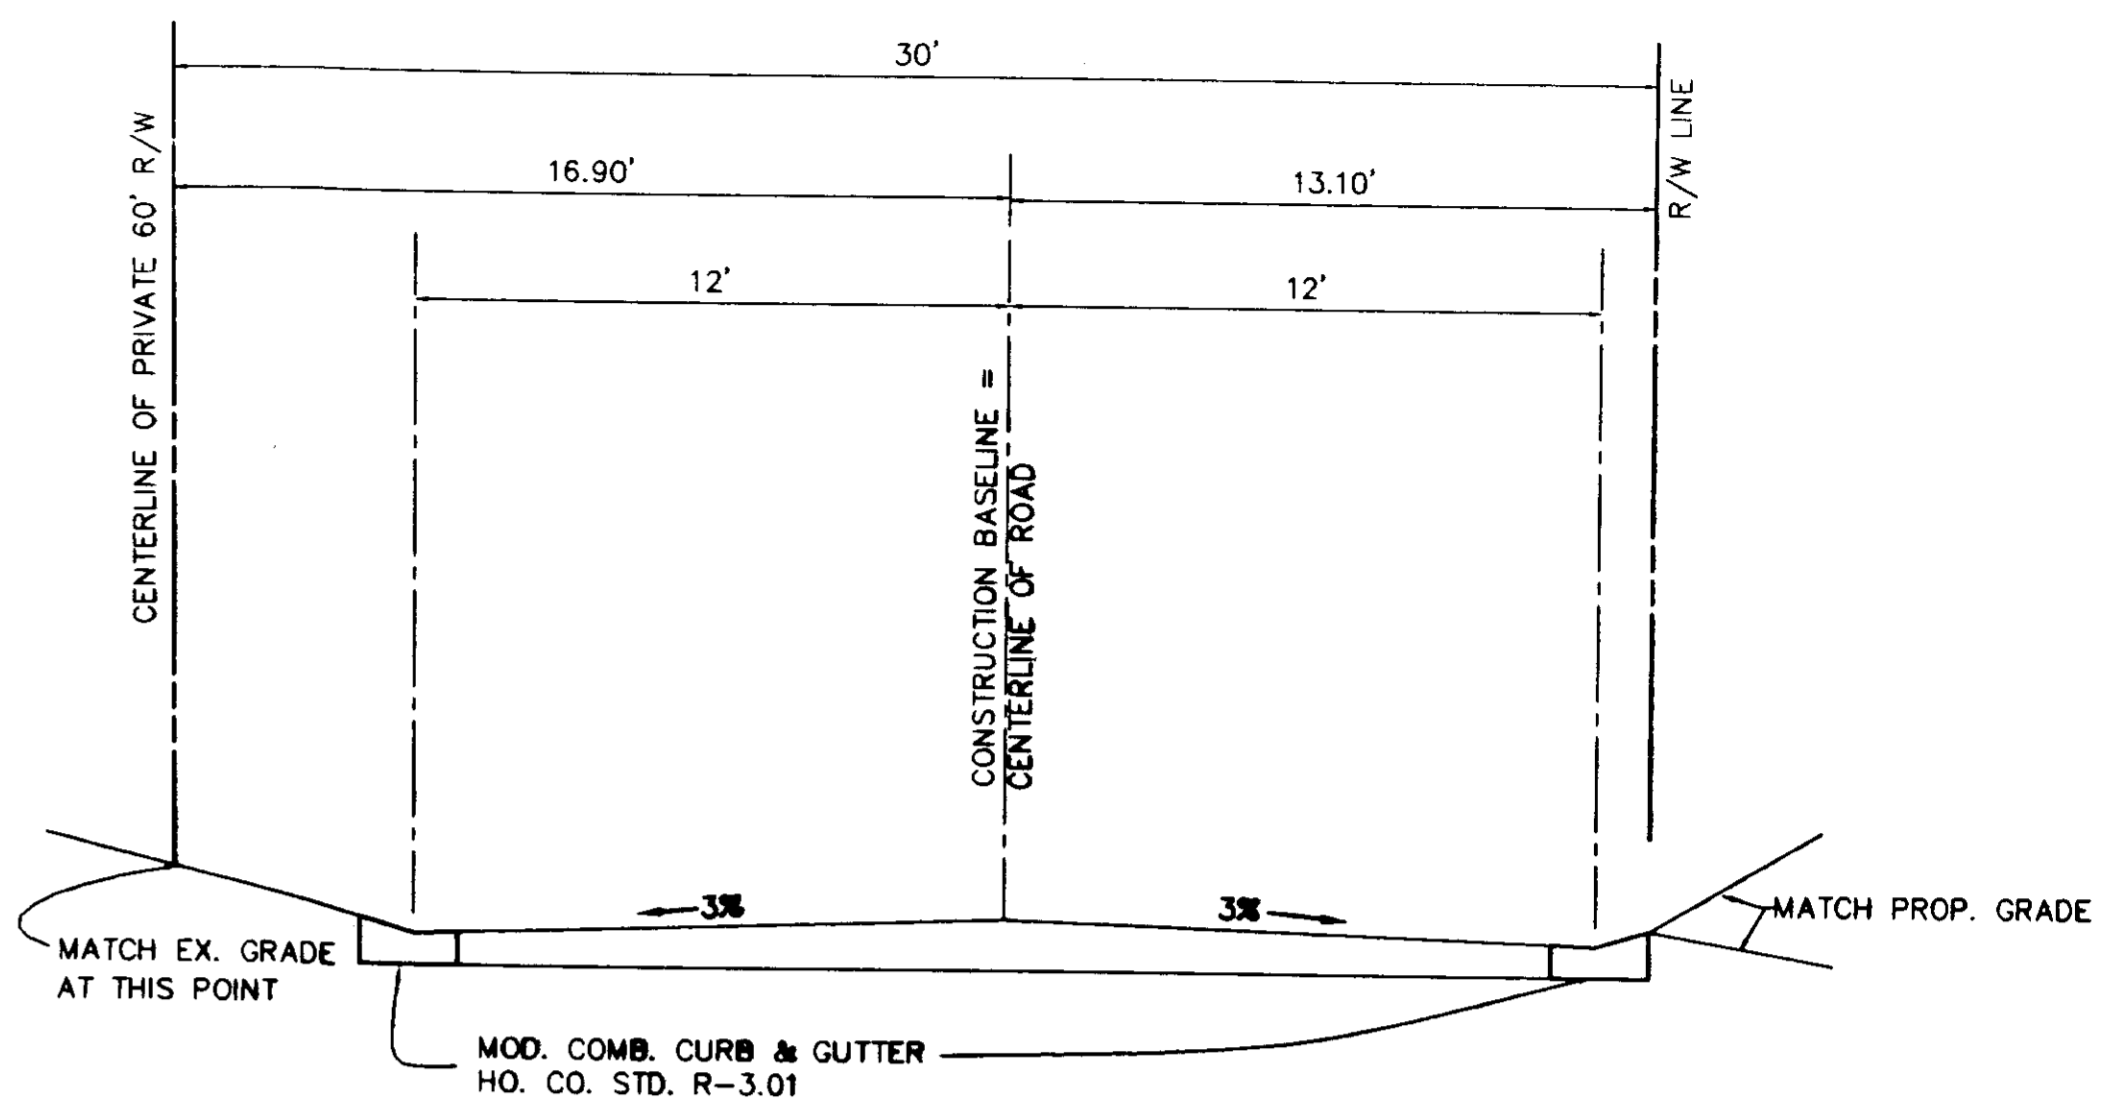 30'
16.90'
13.10'
12'
12'
CENTERLINE OF PRIVATE 60' R/W
R/W LINE
CONSTRUCTION BASELINE =
CENTERLINE OF ROAD
3%
3%
MATCH EX. GRADE
AT THIS POINT
MATCH PROP. GRADE
MOD. COMB. CURB & GUTTER
HO. CO. STD. R-3.01